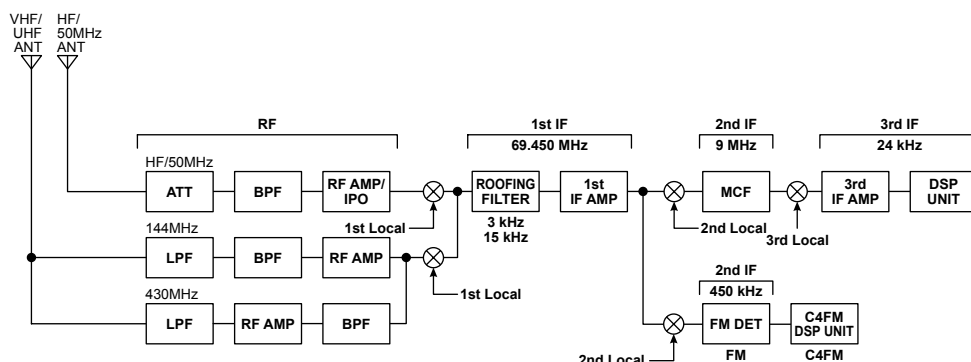 VHF/
UHF
ANT
HF/
50MHz
ANT
RF
1st IF
69.450 MHz
2nd IF
9 MHz
3rd IF
24 kHz
HF/50MHz
ATT
BPF
RF AMP/
IPO
1st Local
ROOFING
FILTER
3 kHz
15 kHz
1st
IF AMP
MCF
2nd Local
3rd Local
3rd
IF AMP
DSP
UNIT
144MHz
LPF
BPF
RF AMP
1st Local
430MHz
LPF
RF AMP
BPF
2nd IF
450 kHz
FM DET
FM
C4FM
DSP UNIT
C4FM
2nd Local